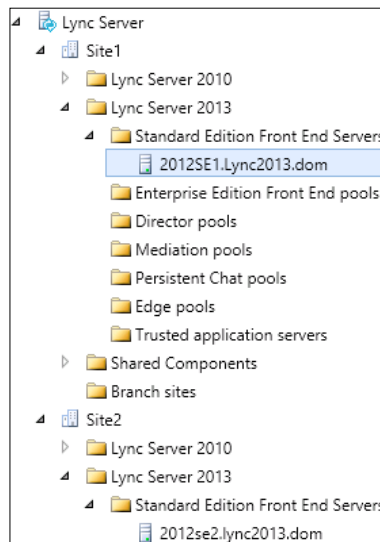 Lync Server
Site1
Lync Server 2010
Lync Server 2013
Standard Edition Front End Servers
2012SE1.Lync2013.dom
Enterprise Edition Front End pools
Director pools
Mediation pools
Persistent Chat pools
Edge pools
Trusted application servers
Shared Components
Branch sites
Site2
Lync Server 2010
Lync Server 2013
Standard Edition Front End Servers
2012se2.lync2013.dom